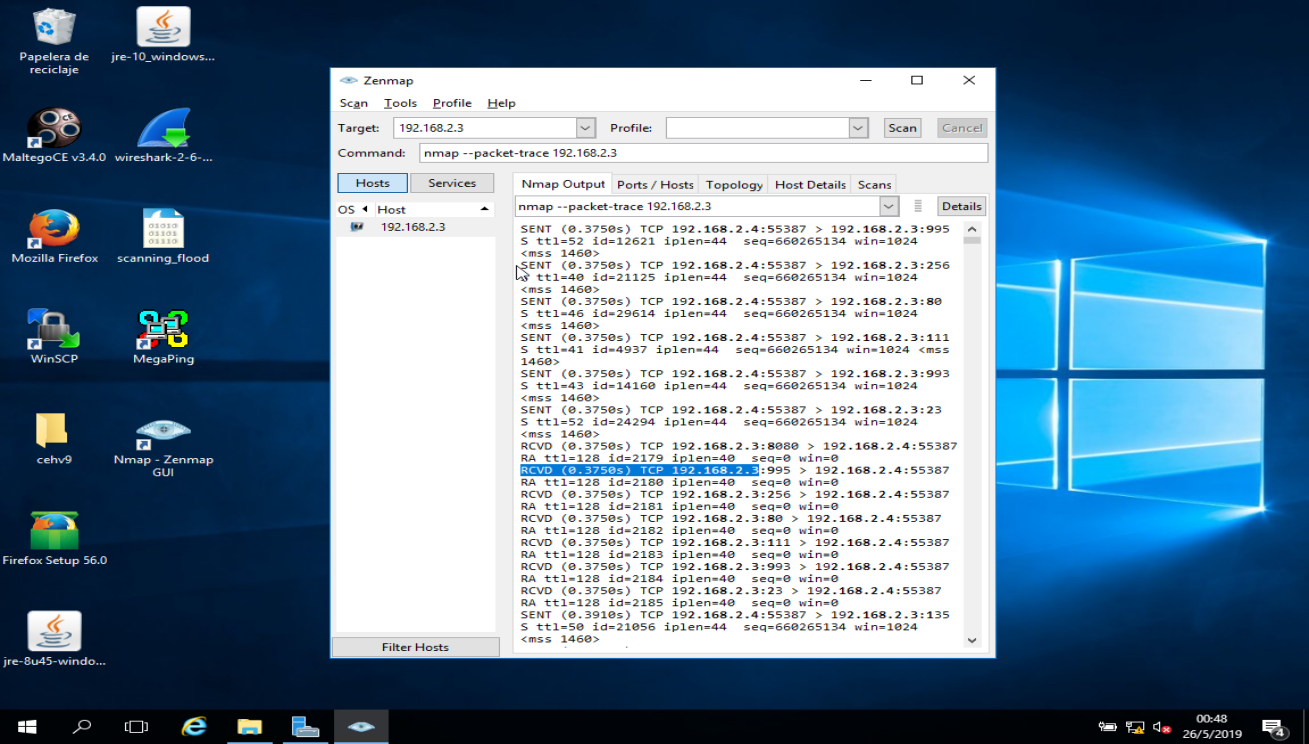 Papelera de
reciclaje
jre-10_windows...
MaltegoCE v3.4.0
wireshark-2-6-...
Mozilla Firefox
scanning_flood
WinSCP
MegaPing
cehv9
Nmap - Zenmap
GUI
Firefox Setup 56.0
jre-8u45-windo...
Zenmap
Scan Tools Profile Help
Target: 192.168.2.3 Profile: Scan Cancel
Command: nmap --packet-trace 192.168.2.3
Hosts Services
OS Host
192.168.2.3
Filter Hosts
Nmap Output Ports / Hosts Topology Host Details Scans
nmap --packet-trace 192.168.2.3 Details
SENT (0.3750s) TCP 192.168.2.4:55387 > 192.168.2.3:995
S ttl=52 id=12621 iplen=44 seq=660265134 win=1024
<mss 1460>
SENT (0.3750s) TCP 192.168.2.4:55387 > 192.168.2.3:256
S ttl=40 id=21125 iplen=44 seq=660265134 win=1024
<mss 1460>
SENT (0.3750s) TCP 192.168.2.4:55387 > 192.168.2.3:80
S ttl=46 id=29614 iplen=44 seq=660265134 win=1024
<mss 1460>
SENT (0.3750s) TCP 192.168.2.4:55387 > 192.168.2.3:111
S ttl=41 id=4937 iplen=44 seq=660265134 win=1024 <mss
1460>
SENT (0.3750s) TCP 192.168.2.4:55387 > 192.168.2.3:993
S ttl=43 id=14160 iplen=44 seq=660265134 win=1024
<mss 1460>
SENT (0.3750s) TCP 192.168.2.4:55387 > 192.168.2.3:23
S ttl=52 id=24294 iplen=44 seq=660265134 win=1024
<mss 1460>
RCVD (0.3750s) TCP 192.168.2.3:8080 > 192.168.2.4:55387
RA ttl=128 id=2179 iplen=40 seq=0 win=0
RCVD (0.3750s) TCP 192.168.2.3:995 > 192.168.2.4:55387
RA ttl=128 id=2180 iplen=40 seq=0 win=0
RCVD (0.3750s) TCP 192.168.2.3:256 > 192.168.2.4:55387
RA ttl=128 id=2181 iplen=40 seq=0 win=0
RCVD (0.3750s) TCP 192.168.2.3:80 > 192.168.2.4:55387
RA ttl=128 id=2182 iplen=40 seq=0 win=0
RCVD (0.3750s) TCP 192.168.2.3:111 > 192.168.2.4:55387
RA ttl=128 id=2183 iplen=40 seq=0 win=0
RCVD (0.3750s) TCP 192.168.2.3:993 > 192.168.2.4:55387
RA ttl=128 id=2184 iplen=40 seq=0 win=0
RCVD (0.3750s) TCP 192.168.2.3:23 > 192.168.2.4:55387
RA ttl=128 id=2185 iplen=40 seq=0 win=0
SENT (0.3910s) TCP 192.168.2.4:55387 > 192.168.2.3:135
S ttl=50 id=21056 iplen=44 seq=660265134 win=1024
<mss 1460>
00:48
26/5/2019
4